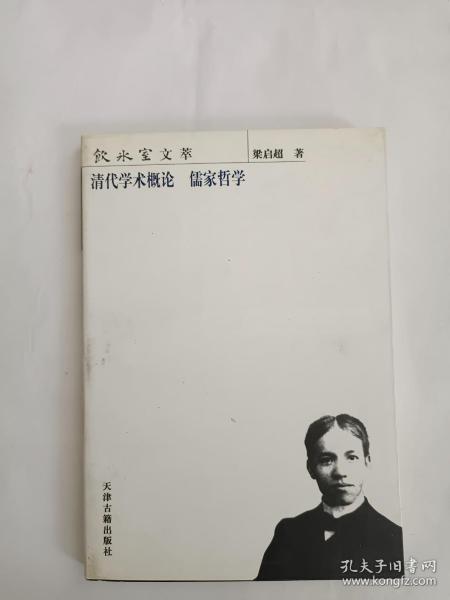 飲氷室文萃 梁启超 著
清代学术概论 儒家哲学
天津古籍出版社
孔夫子旧书网
www.kongfz.com